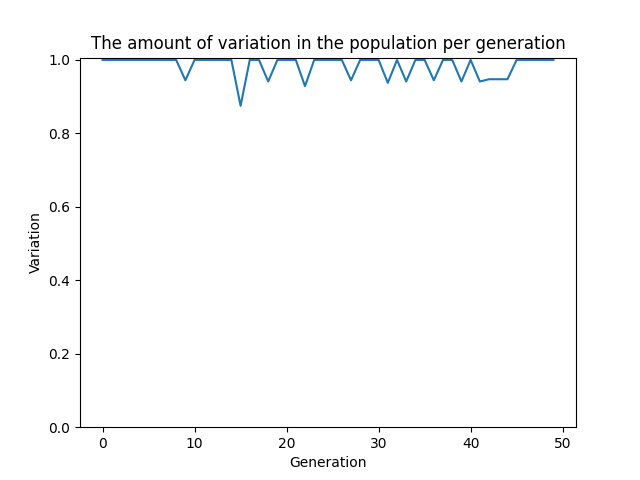 The amount of variation in the population per generation
1.0
0.8
0.6
0.4
0.2
0.0
Variation
0 10 20 30 40 50
Generation